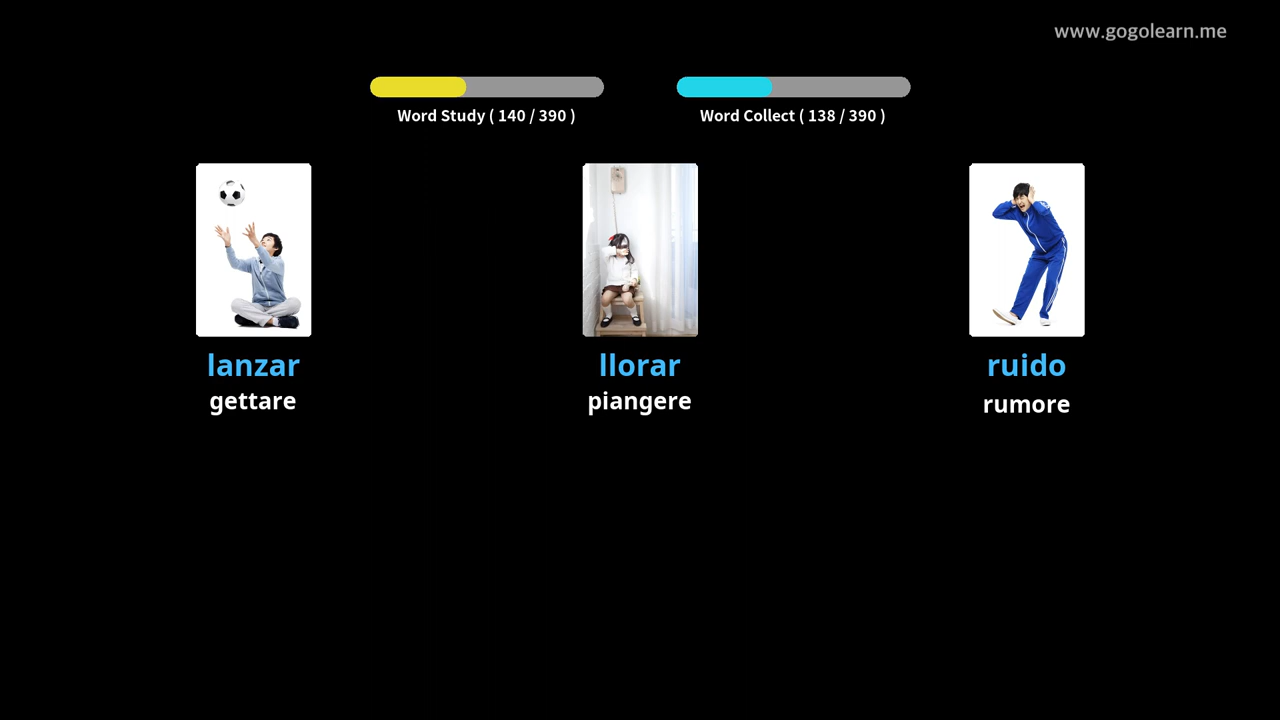 www.gogolearn.me
Word Study ( 140 / 390 )
Word Collect ( 138 / 390 )
lanzar
gettare
llorar
piangere
ruido
rumore